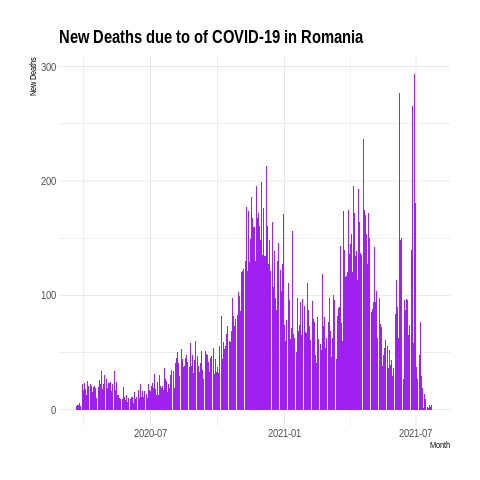 New Deaths due to of COVID-19 in Romania
New Deaths
300
200
100
0
2020-07
2021-01
2021-07
Month